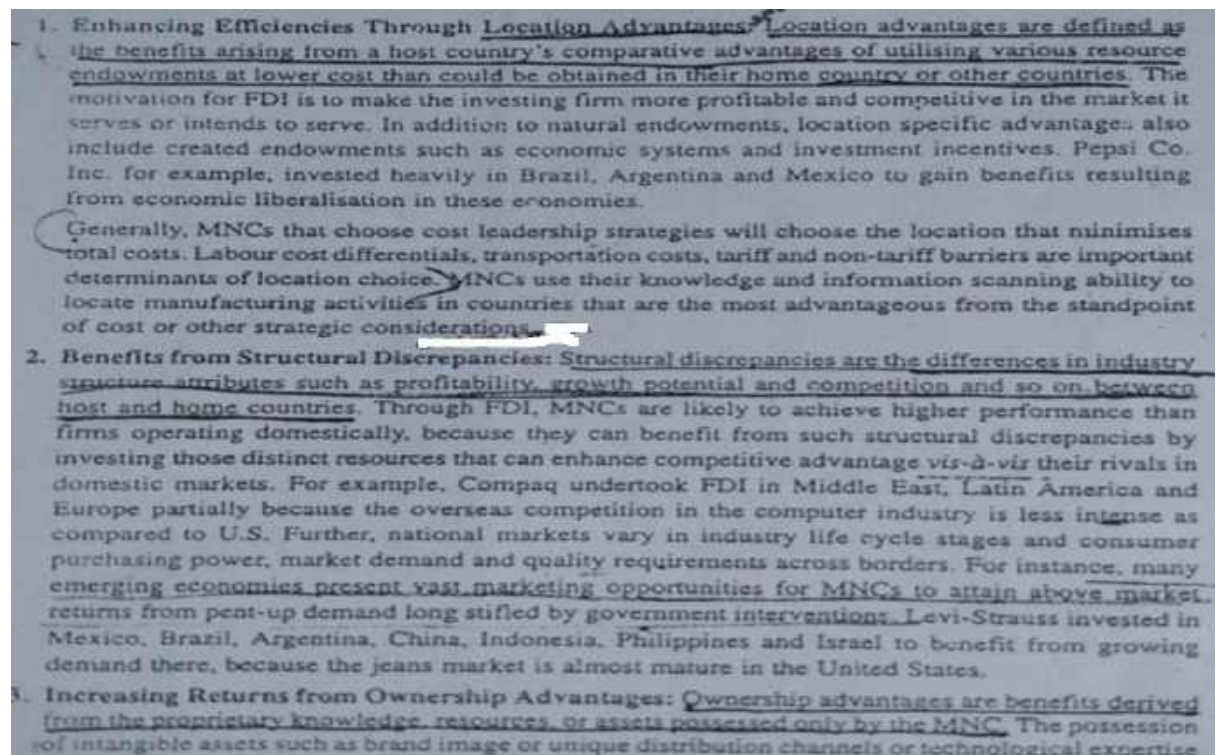 1. Enhancing Efficiencies Through Location Advantages: Location advantages are defined as
the benefits arising from a host country's comparative advantages of utilising various resource
endowments at lower cost than could be obtained in their home country or other countries. The
motivation for FDI is to make the investing firm more profitable and competitive in the market it
serves or intends to serve. In addition to natural endowments, location specific advantages also
include created endowments such as economic systems and investment incentives. Pepsi Co.
Inc. for example, invested heavily in Brazil, Argentina and Mexico to gain benefits resulting
from economic liberalisation in these economies.
Generally, MNCs that choose cost leadership strategies will choose the location that minimises
total costs. Labour cost differentials, transportation costs, tariff and non-tariff barriers are important
determinants of location choice. MNCs use their knowledge and information scanning ability to
locate manufacturing activities in countries that are the most advantageous from the standpoint
of cost or other strategic considerations.
2. Benefits from Structural Discrepancies: Structural discrepancies are the differences in industry
structure attributes such as profitability, growth potential and competition and so on between
host and home countries. Through FDI, MNCs are likely to achieve higher performance than
firms operating domestically, because they can benefit from such structural discrepancies by
investing those distinct resources that can enhance competitive advantage vis-à-vis their rivals in
domestic markets. For example, Compaq undertook FDI in Middle East, Latin America and
Europe partially because the overseas competition in the computer industry is less intense as
compared to U.S. Further, national markets vary in industry life cycle stages and consumer
purchasing power, market demand and quality requirements across borders. For instance, many
emerging economies present vast marketing opportunities for MNCs to attain above market
returns from pent-up demand long stifled by government interventions. Levi-Strauss invested in
Mexico, Brazil, Argentina, China, Indonesia, Philippines and Israel to benefit from growing
demand there, because the jeans market is almost mature in the United States.
3. Increasing Returns from Ownership Advantages: Ownership advantages are benefits derived
from the proprietary knowledge, resources, or assets possessed only by the MNC. The possession
of intangible assets such as brand image or unique distribution channels or technological expertise